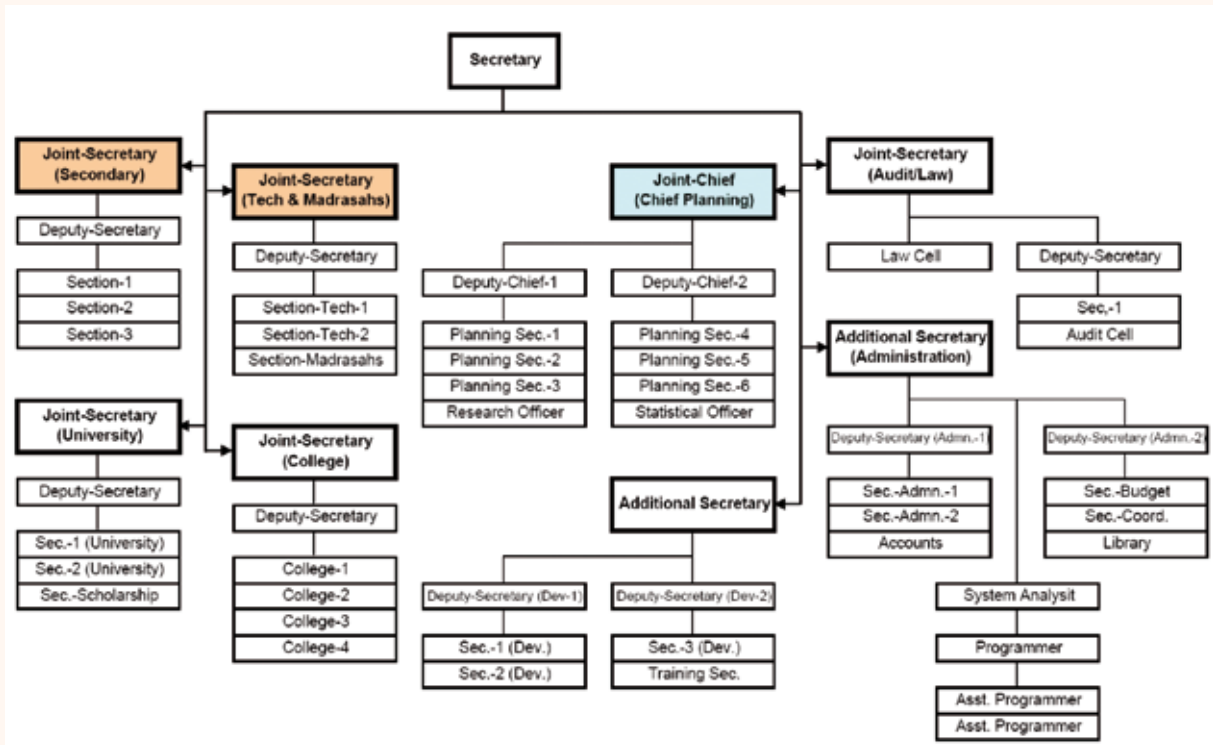 Secretary
Joint-Secretary
(Secondary)
Deputy-Secretary
Section-1
Section-2
Section-3
Joint-Secretary
(Tech & Madrasahs)
Deputy-Secretary
Section-Tech-1
Section-Tech-2
Section-Madrasahs
Joint-Chief
(Chief Planning)
Deputy-Chief-1
Planning Sec.-1
Planning Sec.-2
Planning Sec.-3
Research Officer
Deputy-Chief-2
Planning Sec.-4
Planning Sec.-5
Planning Sec.-6
Statistical Officer
Joint-Secretary
(Audit/Law)
Law Cell
Deputy-Secretary
Sec,-1
Audit Cell
Joint-Secretary
(University)
Deputy-Secretary
Sec.-1 (University)
Sec.-2 (University)
Sec.-Scholarship
Joint-Secretary
(College)
Deputy-Secretary
College-1
College-2
College-3
College-4
Additional Secretary
Deputy-Secretary (Dev-1)
Sec.-1 (Dev.)
Sec.-2 (Dev.)
Deputy-Secretary (Dev-2)
Sec.-3 (Dev.)
Training Sec.
Additional Secretary
(Administration)
Deputy-Secretary (Admn.-1)
Sec.-Admn.-1
Sec.-Admn.-2
Accounts
Deputy-Secretary (Admn.-2)
Sec.-Budget
Sec.-Coord.
Library
System Analysit
Programmer
Asst. Programmer
Asst. Programmer